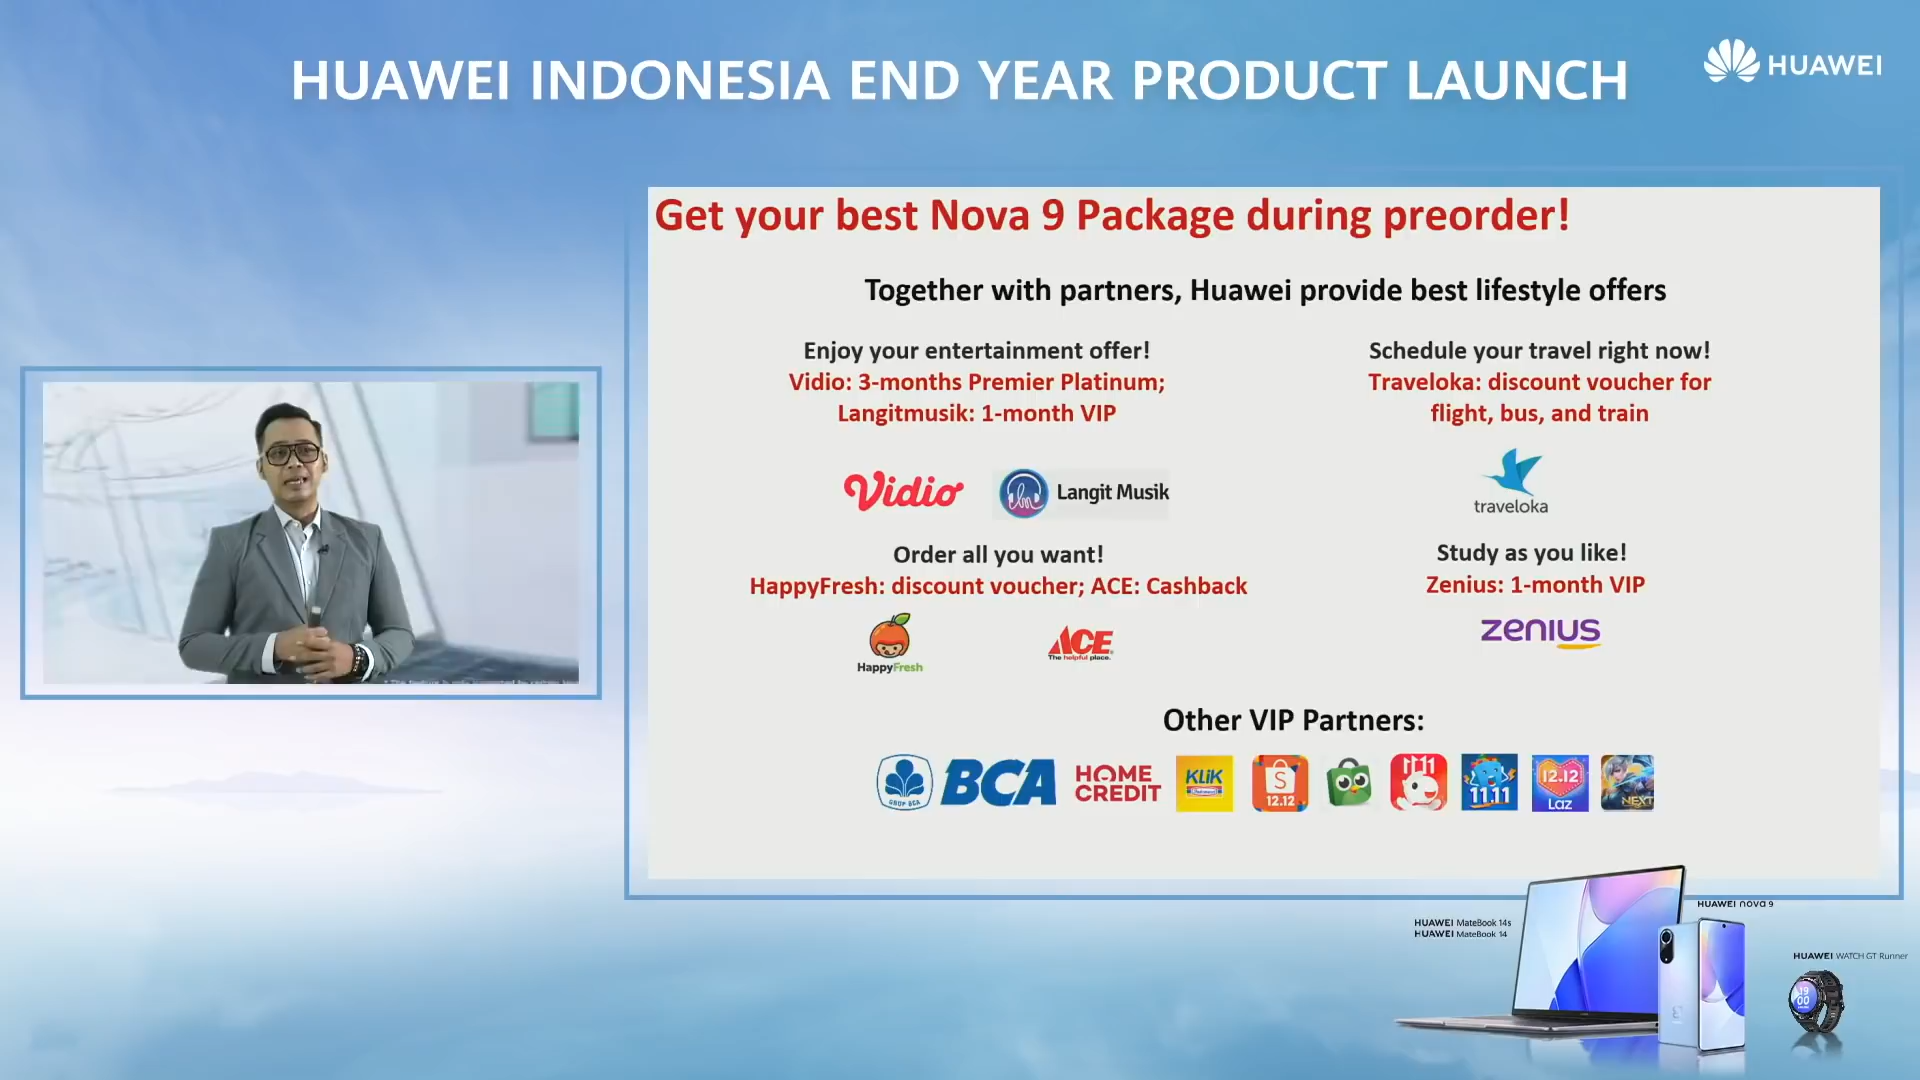 HUAWEI INDONESIA END YEAR PRODUCT LAUNCH
HUAWEI
Get your best Nova 9 Package during preorder!
Together with partners, Huawei provide best lifestyle offers
Enjoy your entertainment offer!
Vidio: 3-months Premier Platinum;
Langitmusik: 1-month VIP
Schedule your travel right now!
Traveloka: discount voucher for
flight, bus, and train
Vidio
Langit Musik
traveloka
Order all you want!
HappyFresh: discount voucher; ACE: Cashback
Study as you like!
Zenius: 1-month VIP
HappyFresh
ACE
The helpful place.
zenius
Other VIP Partners:
BCA
HOME
CREDIT
KLiK
S
12.12
11.11
11.11
12.12
Laz
NEXT
HUAWEI nova 9
HUAWEI MateBook 14s
HUAWEI MateBook 14
HUAWEI WATCH GT Runner